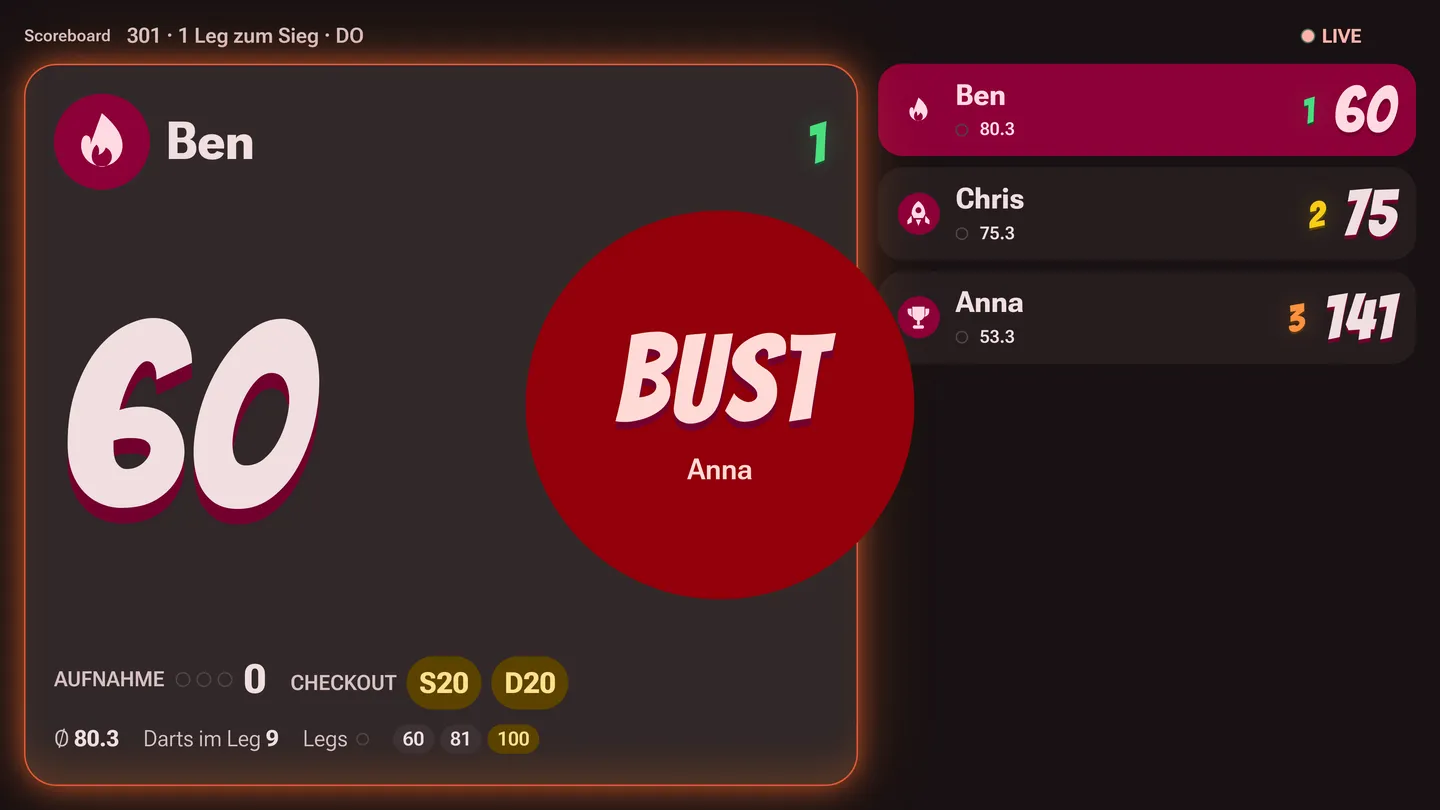 Scoreboard 301 · 1 Leg zum Sieg · DO
LIVE
Ben
1
60
BUST
Anna
AUFNAHME 0 CHECKOUT S20 D20
Ø 80.3 Darts im Leg 9 Legs 60 81 100
Ben
80.3
1 60
Chris
75.3
2 75
Anna
53.3
3 141